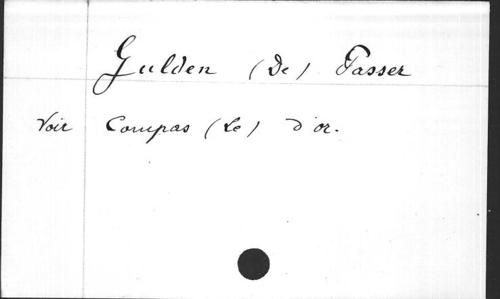 Gulden (De) Passer
Voir Compas (Le) d'or.